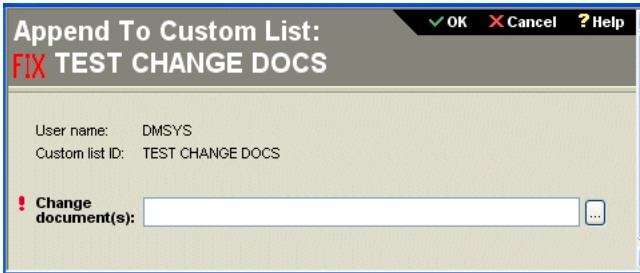 Append To Custom List:
FIX TEST CHANGE DOCS
OK Cancel ? Help
User name: DMSYS
Custom list ID: TEST CHANGE DOCS
! Change
document(s):
...